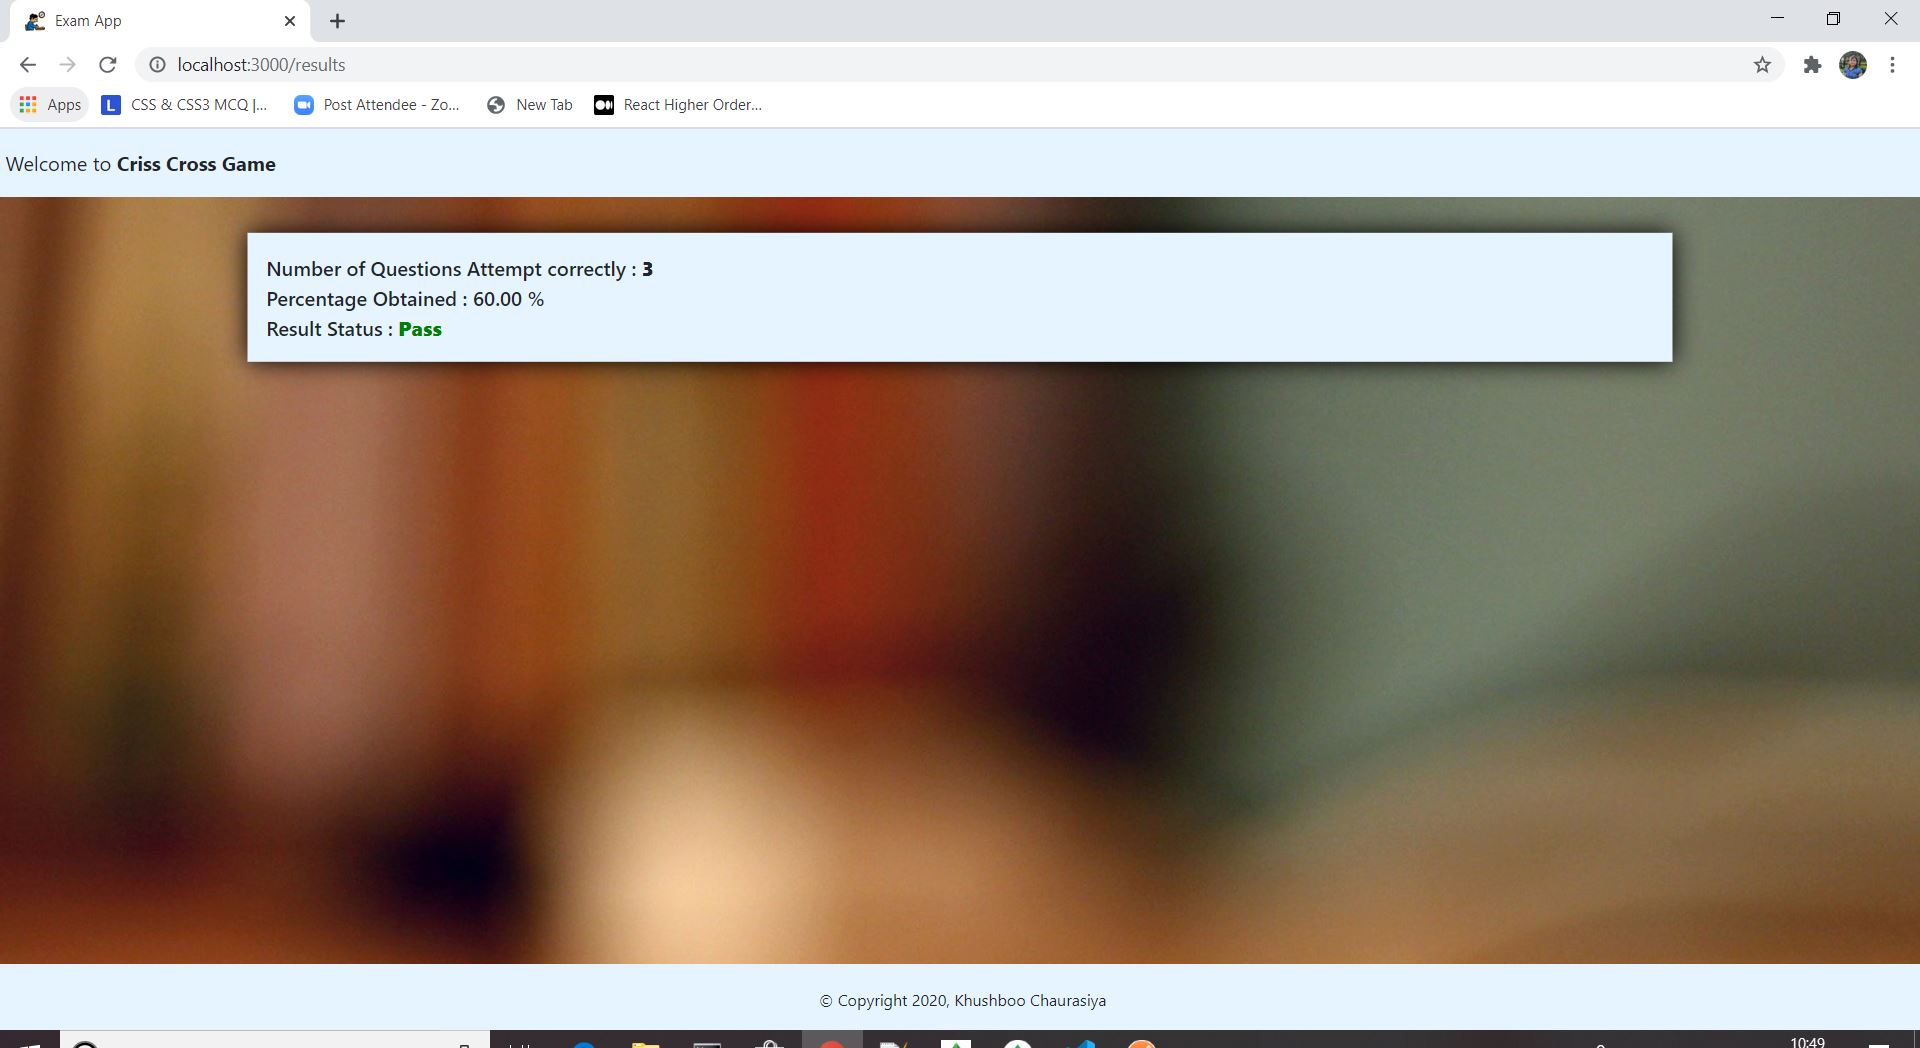 Exam App
localhost:3000/results
Apps
L CSS & CSS3 MCQ |...
Post Attendee - Zo...
New Tab
React Higher Order...
Welcome to Criss Cross Game
Number of Questions Attempt correctly : 3
Percentage Obtained : 60.00 %
Result Status : Pass
© Copyright 2020, Khushboo Chaurasiya
10:49